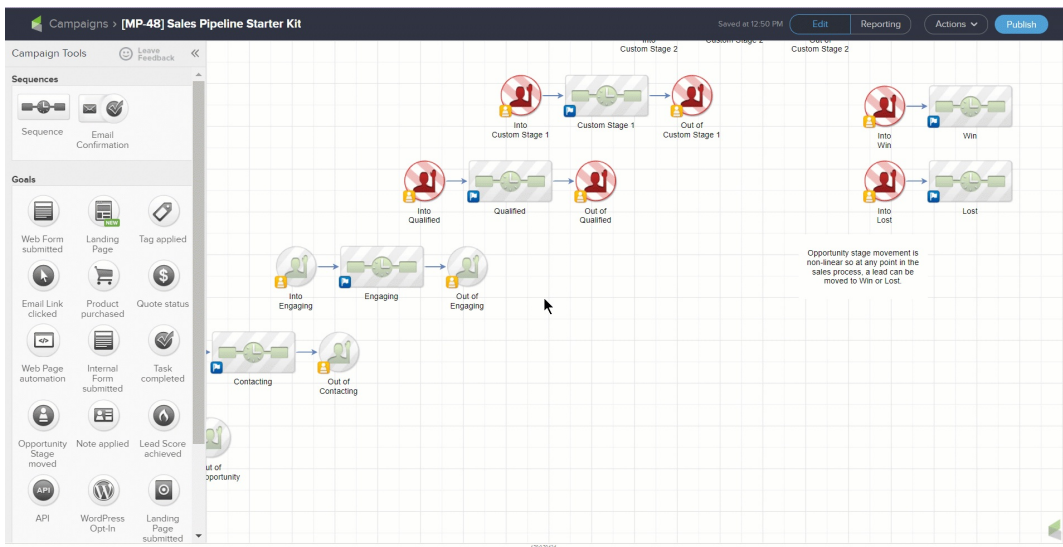 Campaigns > [MP-48] Sales Pipeline Starter Kit
Saved at 12:50 PM
Edit
Reporting
Actions
Publish
Campaign Tools
Leave
Feedback
Sequences
Sequence
Email
Confirmation
Goals
Web Form
submitted
Landing
Page
NEW
Tag applied
Email Link
clicked
Product
purchased
Quote status
Web Page
automation
Internal
Form
submitted
Task
completed
Opportunity
Stage
moved
Note applied
Lead Score
achieved
API
API
WordPress
Opt-In
Landing
Page
submitted
Custom Stage 2
Custom Stage 2
Custom Stage 2
Into
Custom Stage 1
Custom Stage 1
Out of
Custom Stage 1
Into
Win
Win
Into
Qualified
Qualified
Out of
Qualified
Into
Lost
Lost
Opportunity stage movement is
non-linear so at any point in the
sales process, a lead can be
moved to Win or Lost.
Into
Engaging
Engaging
Out of
Engaging
Contacting
Out of
Contacting
ut of
pportunity